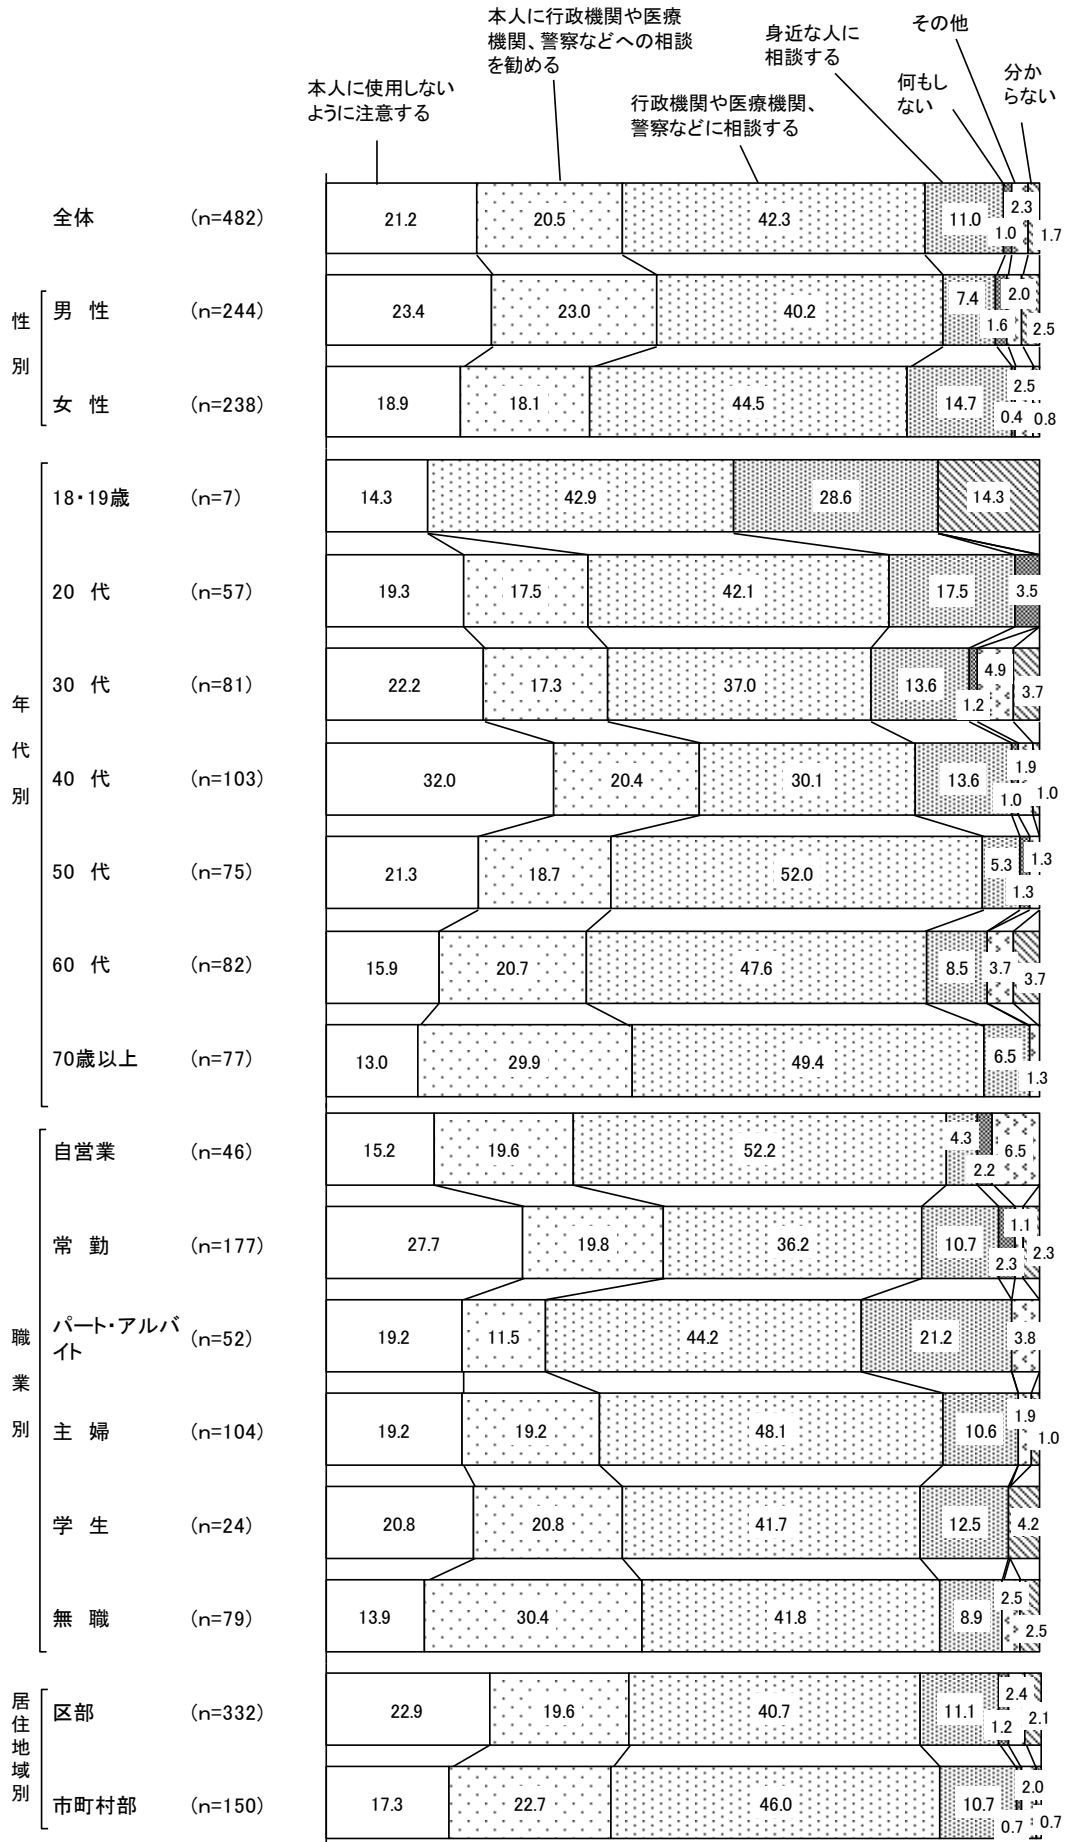 本人に使用しない
ように注意する
本人に行政機関や医療
機関、警察などへの相談
を勧める
行政機関や医療機関、
警察などに相談する
身近な人に
相談する
何もし
ない
その他
分か
らない
全体 (n=482) 21.2 20.5 42.3 11.0 1.0 2.3 1.7
性別
男 性 (n=244) 23.4 23.0 40.2 7.4 1.6 2.0 2.5
女 性 (n=238) 18.9 18.1 44.5 14.7 0.4 2.5 0.8
年代別
18・19歳 (n=7) 14.3 42.9 28.6 14.3
20 代 (n=57) 19.3 17.5 42.1 17.5 3.5
30 代 (n=81) 22.2 17.3 37.0 13.6 1.2 4.9 3.7
40 代 (n=103) 32.0 20.4 30.1 13.6 1.0 1.9 1.0
50 代 (n=75) 21.3 18.7 52.0 5.3 1.3 1.3
60 代 (n=82) 15.9 20.7 47.6 8.5 3.7 3.7
70歳以上 (n=77) 13.0 29.9 49.4 6.5 1.3
職業別
自営業 (n=46) 15.2 19.6 52.2 4.3 2.2 6.5
常 勤 (n=177) 27.7 19.8 36.2 10.7 2.3 1.1 2.3
パート・アルバ
イト (n=52) 19.2 11.5 44.2 21.2 3.8
主 婦 (n=104) 19.2 19.2 48.1 10.6 1.9 1.0
学 生 (n=24) 20.8 20.8 41.7 12.5 4.2
無 職 (n=79) 13.9 30.4 41.8 8.9 2.5 2.5
居住地域別
区部 (n=332) 22.9 19.6 40.7 11.1 1.2 2.4 2.1
市町村部 (n=150) 17.3 22.7 46.0 10.7 0.7 2.0 0.7